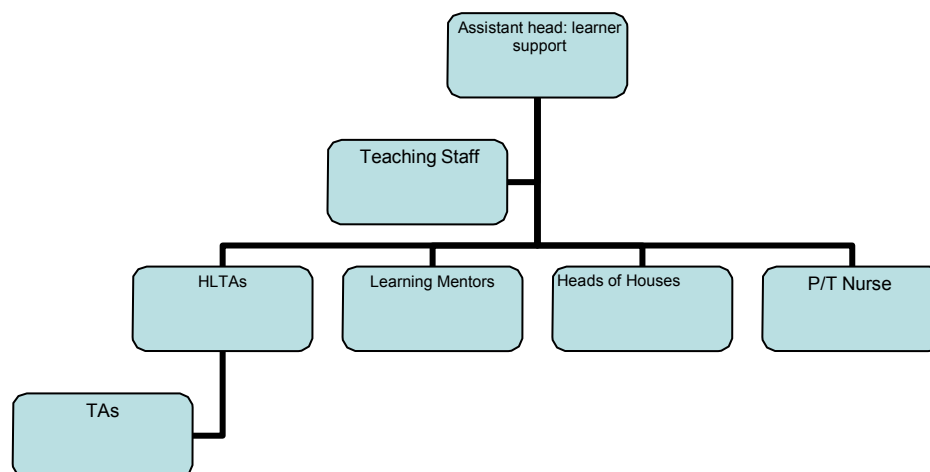 Assistant head: learner
support
Teaching Staff
HLTAs
Learning Mentors
Heads of Houses
P/T Nurse
TAs